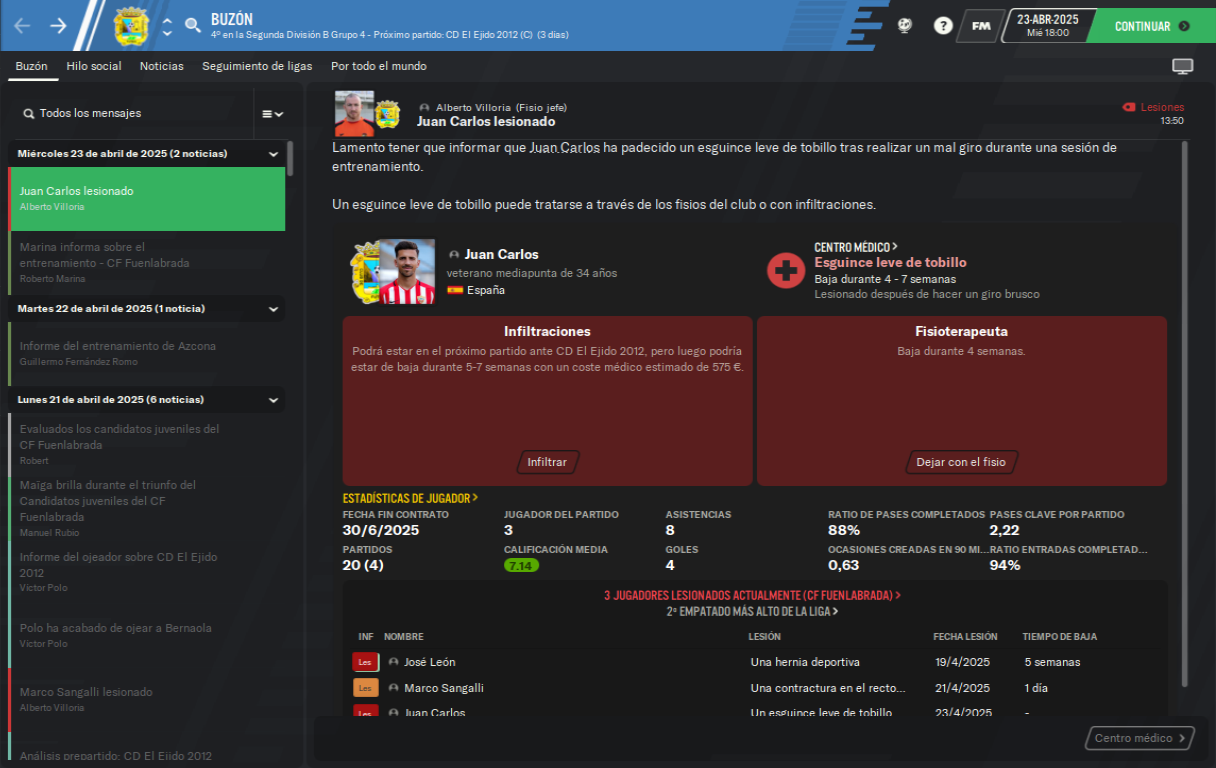 BUZÓN
4º en la Segunda División B Grupo 4 - Próximo partido: CD El Ejido 2012 (C) (3 días)
?
FM
23-ABR-2025
Mié 18:00
CONTINUAR
Buzón
Hilo social
Noticias
Seguimiento de ligas
Por todo el mundo
Todos los mensajes
Miércoles 23 de abril de 2025 (2 noticias)
Juan Carlos lesionado
Alberto Villoria
Marina informa sobre el
entrenamiento - CF Fuenlabrada
Roberto Marina
Martes 22 de abril de 2025 (1 noticia)
Informe del entrenamiento de Azcona
Guillermo Fernández Romo
Lunes 21 de abril de 2025 (6 noticias)
Evaluados los candidatos juveniles del
CF Fuenlabrada
Robert
Maiga brilla durante el triunfo del
Candidatos juveniles del CF
Fuenlabrada
Manuel Rubio
Informe del ojeador sobre CD El Ejido
2012
Víctor Polo
Polo ha acabado de ojear a Bernaola
Víctor Polo
Marco Sangalli lesionado
Alberto Villoria
Análisis prepartido: CD El Ejido 2012
Alberto Villoria (Fisio jefe)
Juan Carlos lesionado
Lesiones
13:50
Lamento tener que informar que Juan Carlos ha padecido un esguince leve de tobillo tras realizar un mal giro durante una sesión de
entrenamiento.
Un esguince leve de tobillo puede tratarse a través de los fisios del club o con infiltraciones.
Juan Carlos
veterano mediapunta de 34 años
España
CENTRO MÉDICO >
Esguince leve de tobillo
Baja durante 4 - 7 semanas
Lesionado después de hacer un giro brusco
Infiltraciones
Podrá estar en el próximo partido ante CD El Ejido 2012, pero luego podría
estar de baja durante 5-7 semanas con un coste médico estimado de 575 €.
Infiltrar
Fisioterapeuta
Baja durante 4 semanas.
Dejar con el fisio
ESTADÍSTICAS DE JUGADOR >
FECHA FIN CONTRATO JUGADOR DEL PARTIDO ASISTENCIAS RATIO DE PASES COMPLETADOS PASES CLAVE POR PARTIDO
30/6/2025 3 8 88% 2,22
PARTIDOS CALIFICACIÓN MEDIA GOLES OCASIONES CREADAS EN 90 MI... RATIO ENTRADAS COMPLETAD...
20 (4) 7.14 4 0,63 94%
3 JUGADORES LESIONADOS ACTUALMENTE (CF FUENLABRADA) >
2º EMPATADO MÁS ALTO DE LA LIGA >
INF NOMBRE LESIÓN FECHA LESIÓN TIEMPO DE BAJA
Les José León Una hernia deportiva 19/4/2025 5 semanas
Les Marco Sangalli Una contractura en el recto... 21/4/2025 1 día
Les Juan Carlos Un esguince leve de tobillo 23/4/2025 -
Centro médico >